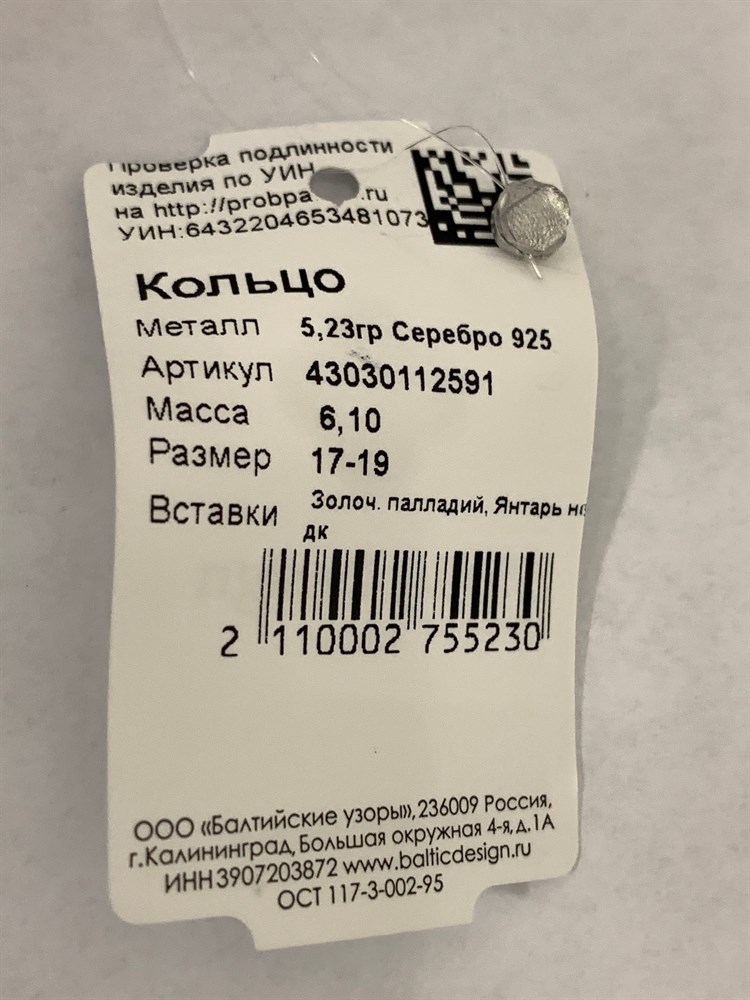 Проверка подлинности
изделия по УИН
на http://probpa .ru
УИН:6432204653481073
Кольцо
Металл 5,23гр Серебро 925
Артикул 43030112591
Масса 6,10
Размер 17-19
Вставки Золоч. палладий, Янтарь
дк
2 110002 755230
ООО «Балтийские узоры», 236009 Россия,
г.Калининград, Большая окружная 4-я, д.1А
ИНН 3907203872 www.balticdesign.ru
ОСТ 117-3-002-95